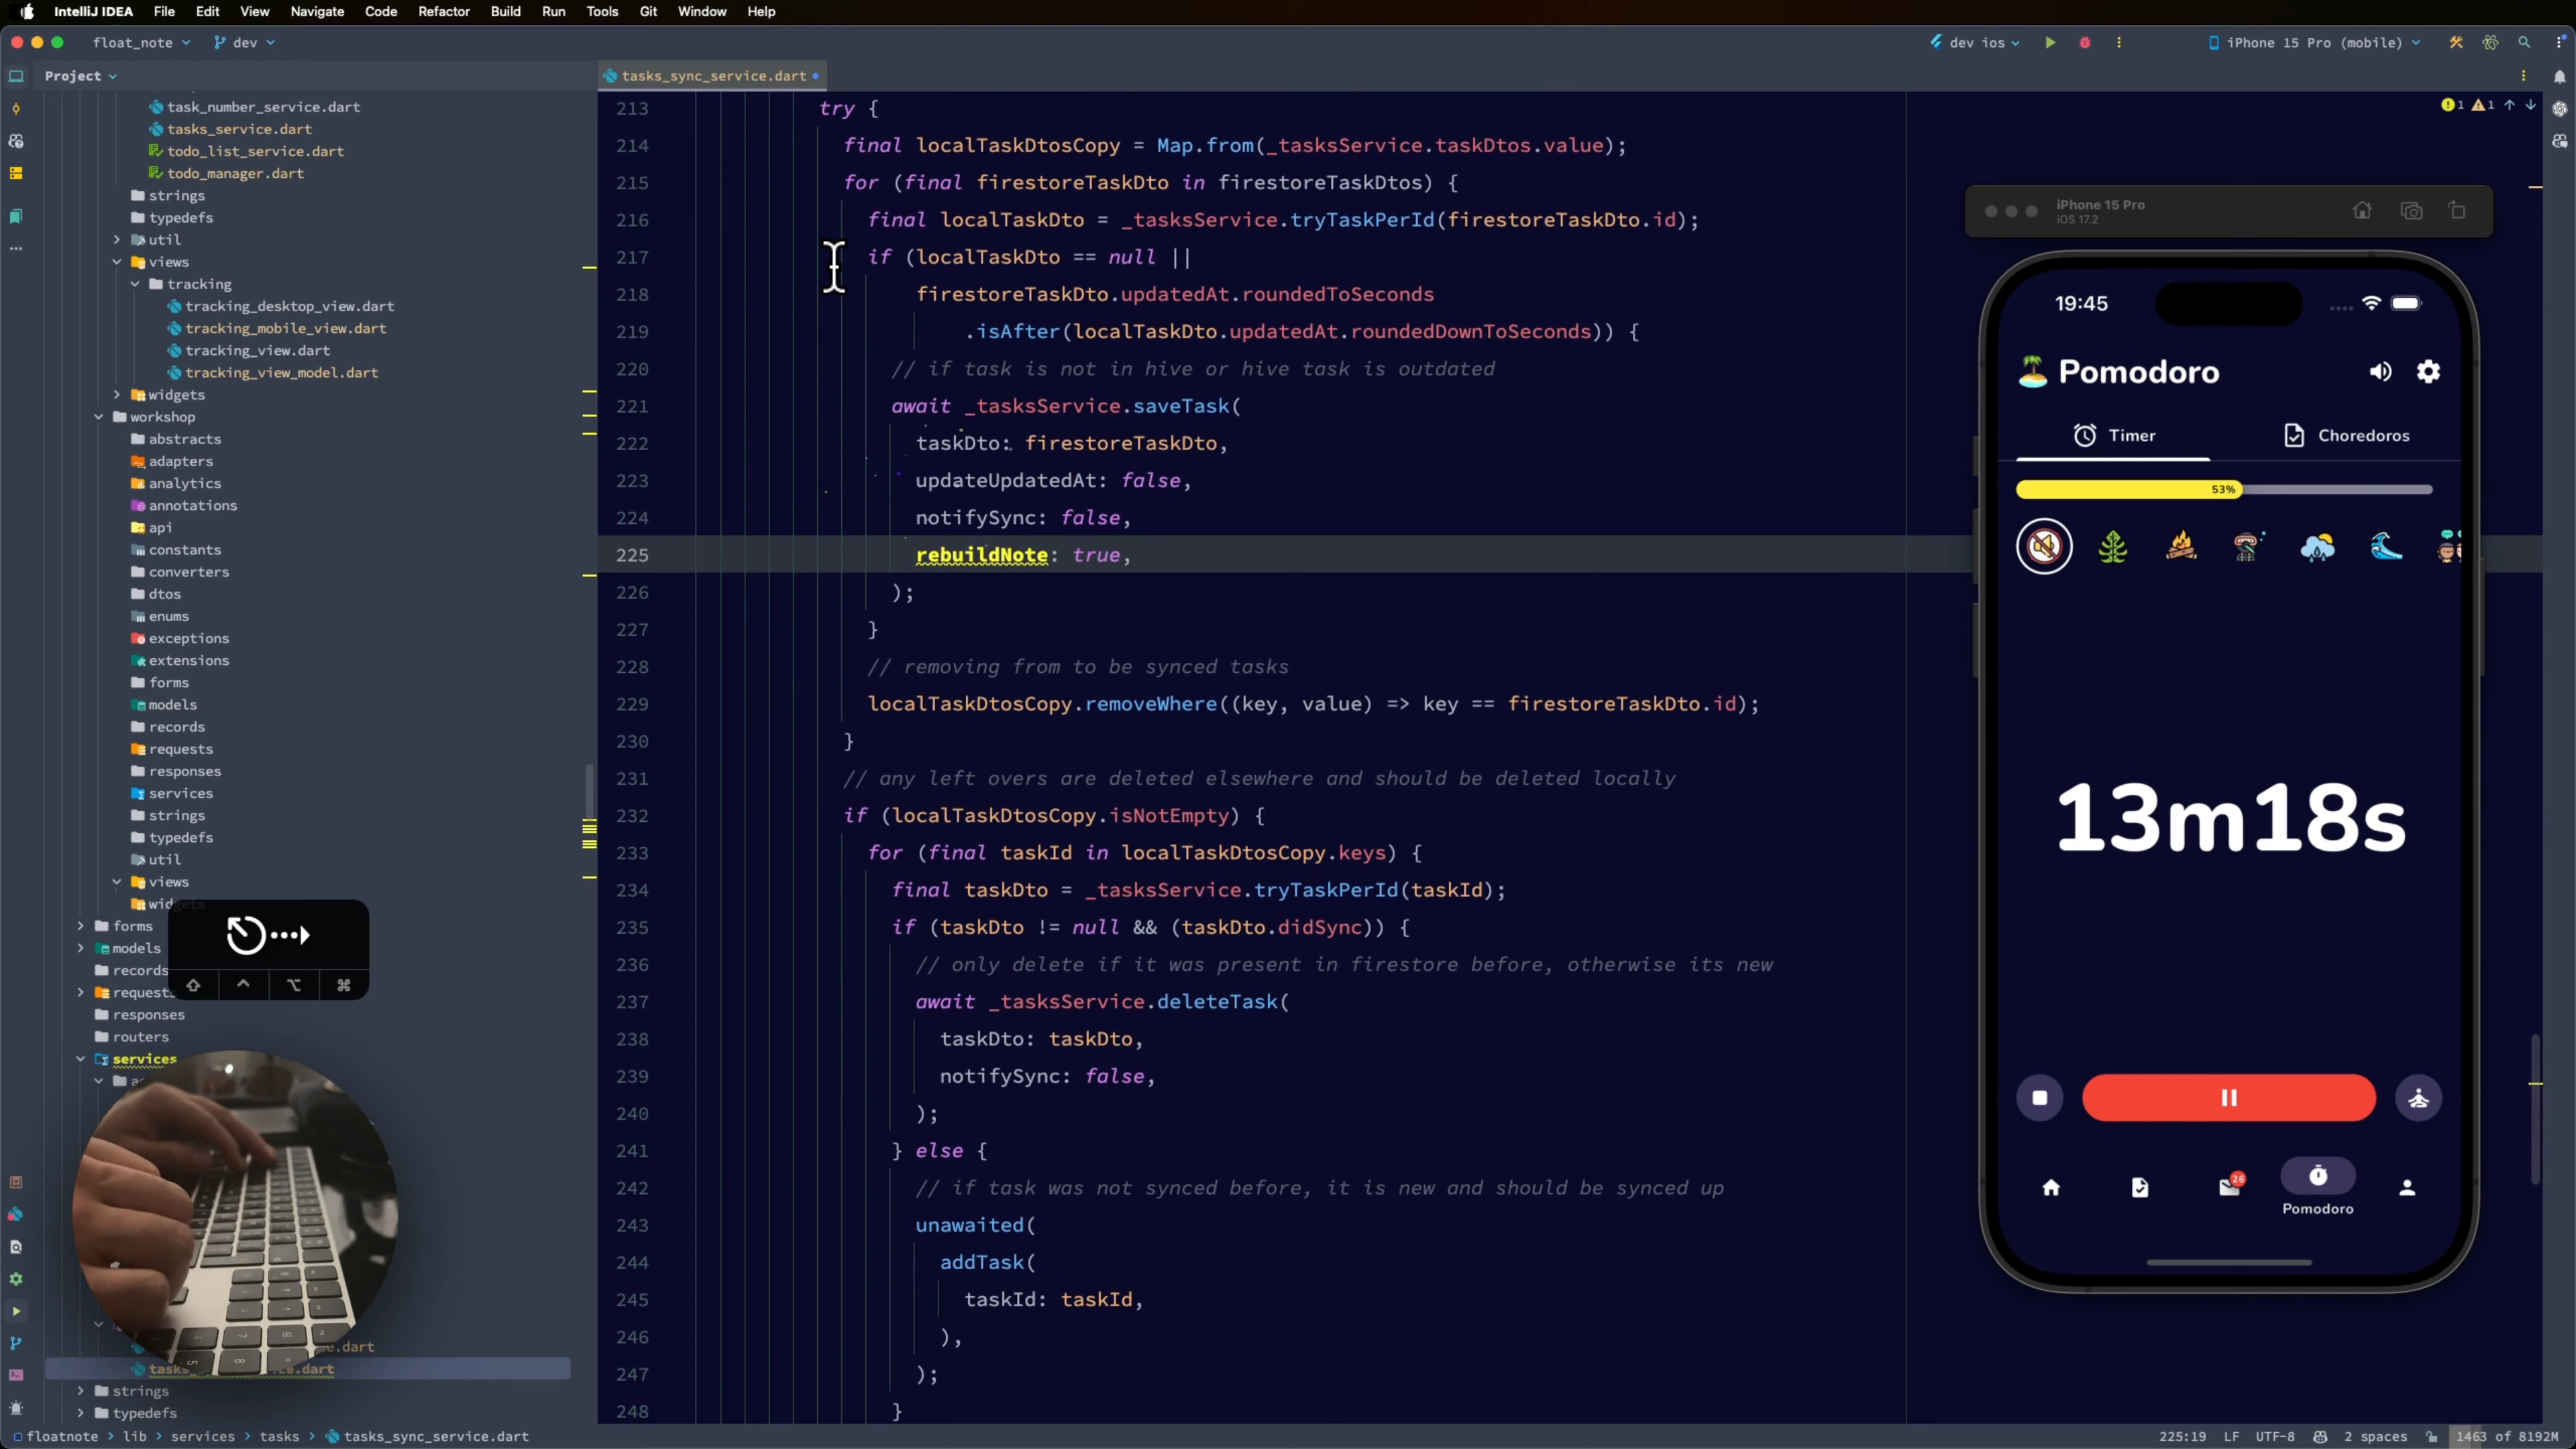 IntelliJ IDEA File Edit View Navigate Code Refactor Build Run Tools Git Window Help
float_note dev dev ios iPhone 15 Pro (mobile)
Project
tasks_sync_service.dart
task_number_service.dart
tasks_service.dart
todo_list_service.dart
todo_manager.dart
strings
typedefs
util
views
tracking
tracking_desktop_view.dart
tracking_mobile_view.dart
tracking_view.dart
tracking_view_model.dart
widgets
workshop
abstracts
adapters
analytics
annotations
api
constants
converters
dtos
enums
exceptions
extensions
forms
models
records
requests
responses
services
strings
typedefs
util
views
widgets
forms
models
records
requests
responses
routers
services
strings
typedefs
213 try {
214 final localTaskDtosCopy = Map.from(_tasksService.taskDtos.value);
215 for (final firestoreTaskDto in firestoreTaskDtos) {
216 final localTaskDto = _tasksService.tryTaskPerId(firestoreTaskDto.id);
217 if (localTaskDto == null ||
218 firestoreTaskDto.updatedAt.roundedToSeconds
219 .isAfter(localTaskDto.updatedAt.roundedDownToSeconds)) {
220 // if task is not in hive or hive task is outdated
221 await _tasksService.saveTask(
222 taskDto: firestoreTaskDto,
223 updateUpdatedAt: false,
224 notifySync: false,
225 rebuildNote: true,
226 );
227 }
228 // removing from to be synced tasks
229 localTaskDtosCopy.removeWhere((key, value) => key == firestoreTaskDto.id);
230 }
231 // any left overs are deleted elsewhere and should be deleted locally
232 if (localTaskDtosCopy.isNotEmpty) {
233 for (final taskId in localTaskDtosCopy.keys) {
234 final taskDto = _tasksService.tryTaskPerId(taskId);
235 if (taskDto != null && (taskDto.didSync)) {
236 // only delete if it was present in firestore before, otherwise its new
237 await _tasksService.deleteTask(
238 taskDto: taskDto,
239 notifySync: false,
240 );
241 } else {
242 // if task was not synced before, it is new and should be synced up
243 unawaited(
244 addTask(
245 taskId: taskId,
246 ),
247 );
248 }
1 1
iPhone 15 Pro
iOS 17.2
19:45
Pomodoro
Timer Choredoros
53%
13m18s
26
Pomodoro
floatnote > lib > services > tasks > tasks_sync_service.dart
225:19 LF UTF-8 2 spaces 1463 of 8192M